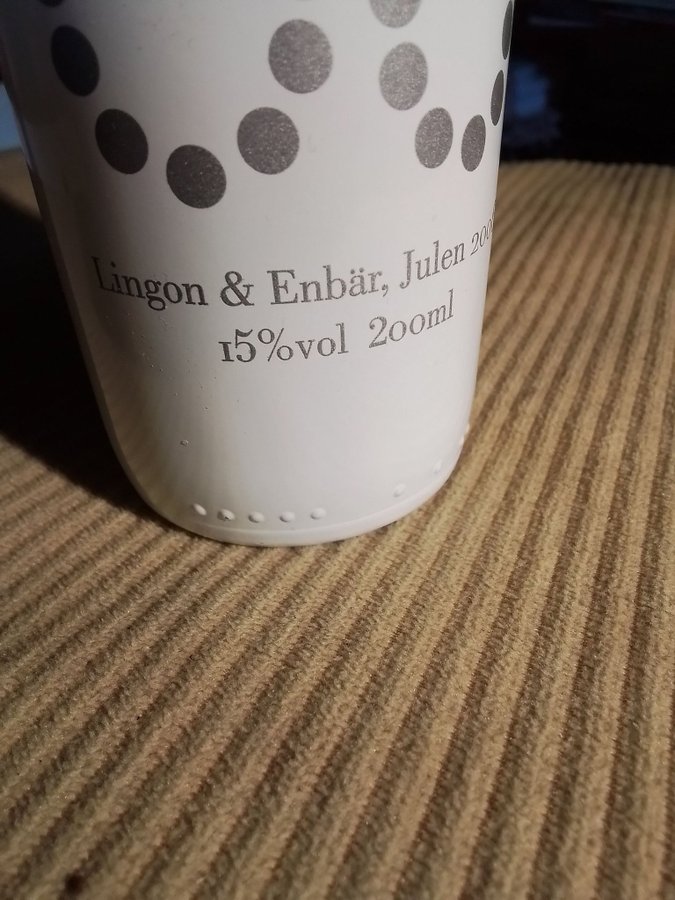 Lingon & Enbär, Julen
15%vol 200ml